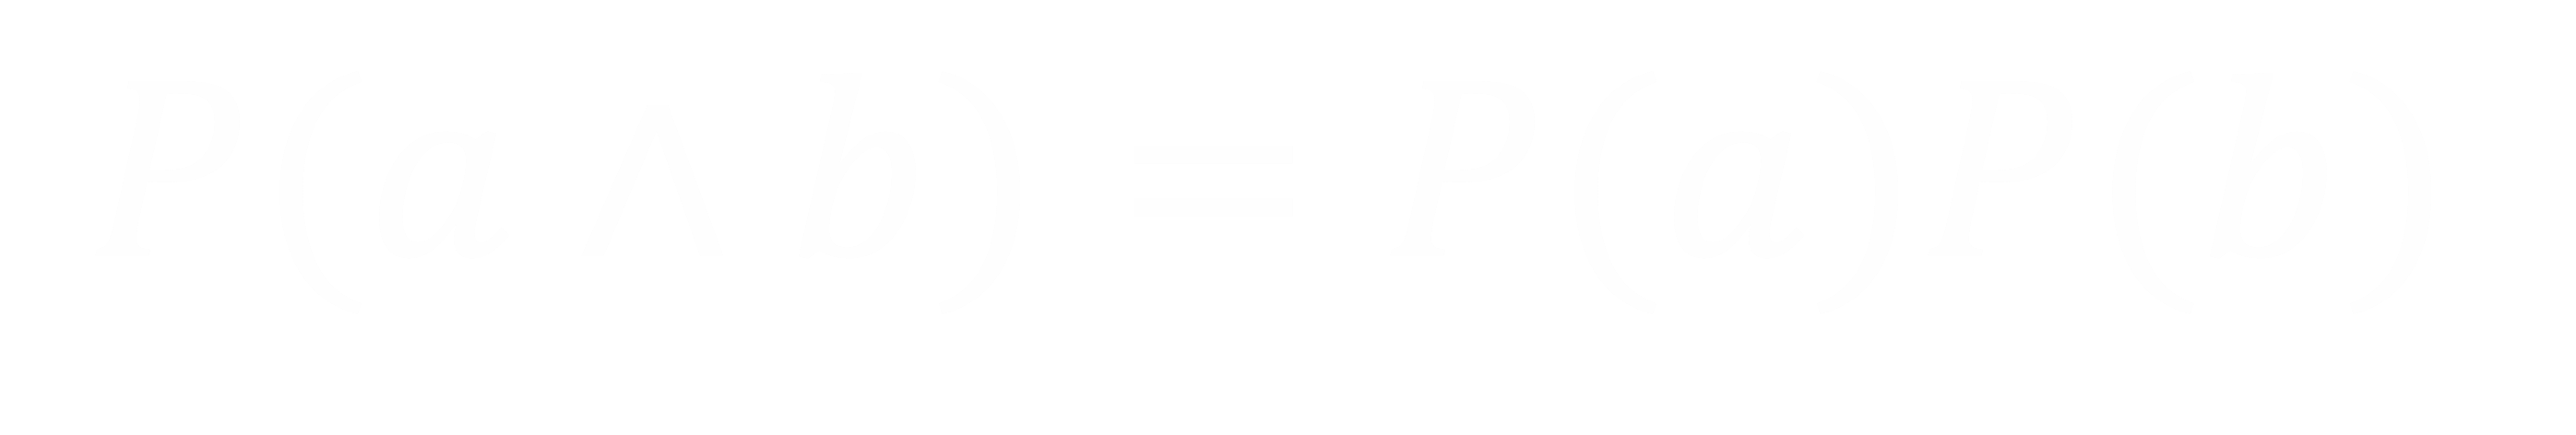 P(a ∧ b) = P(a)P(b)